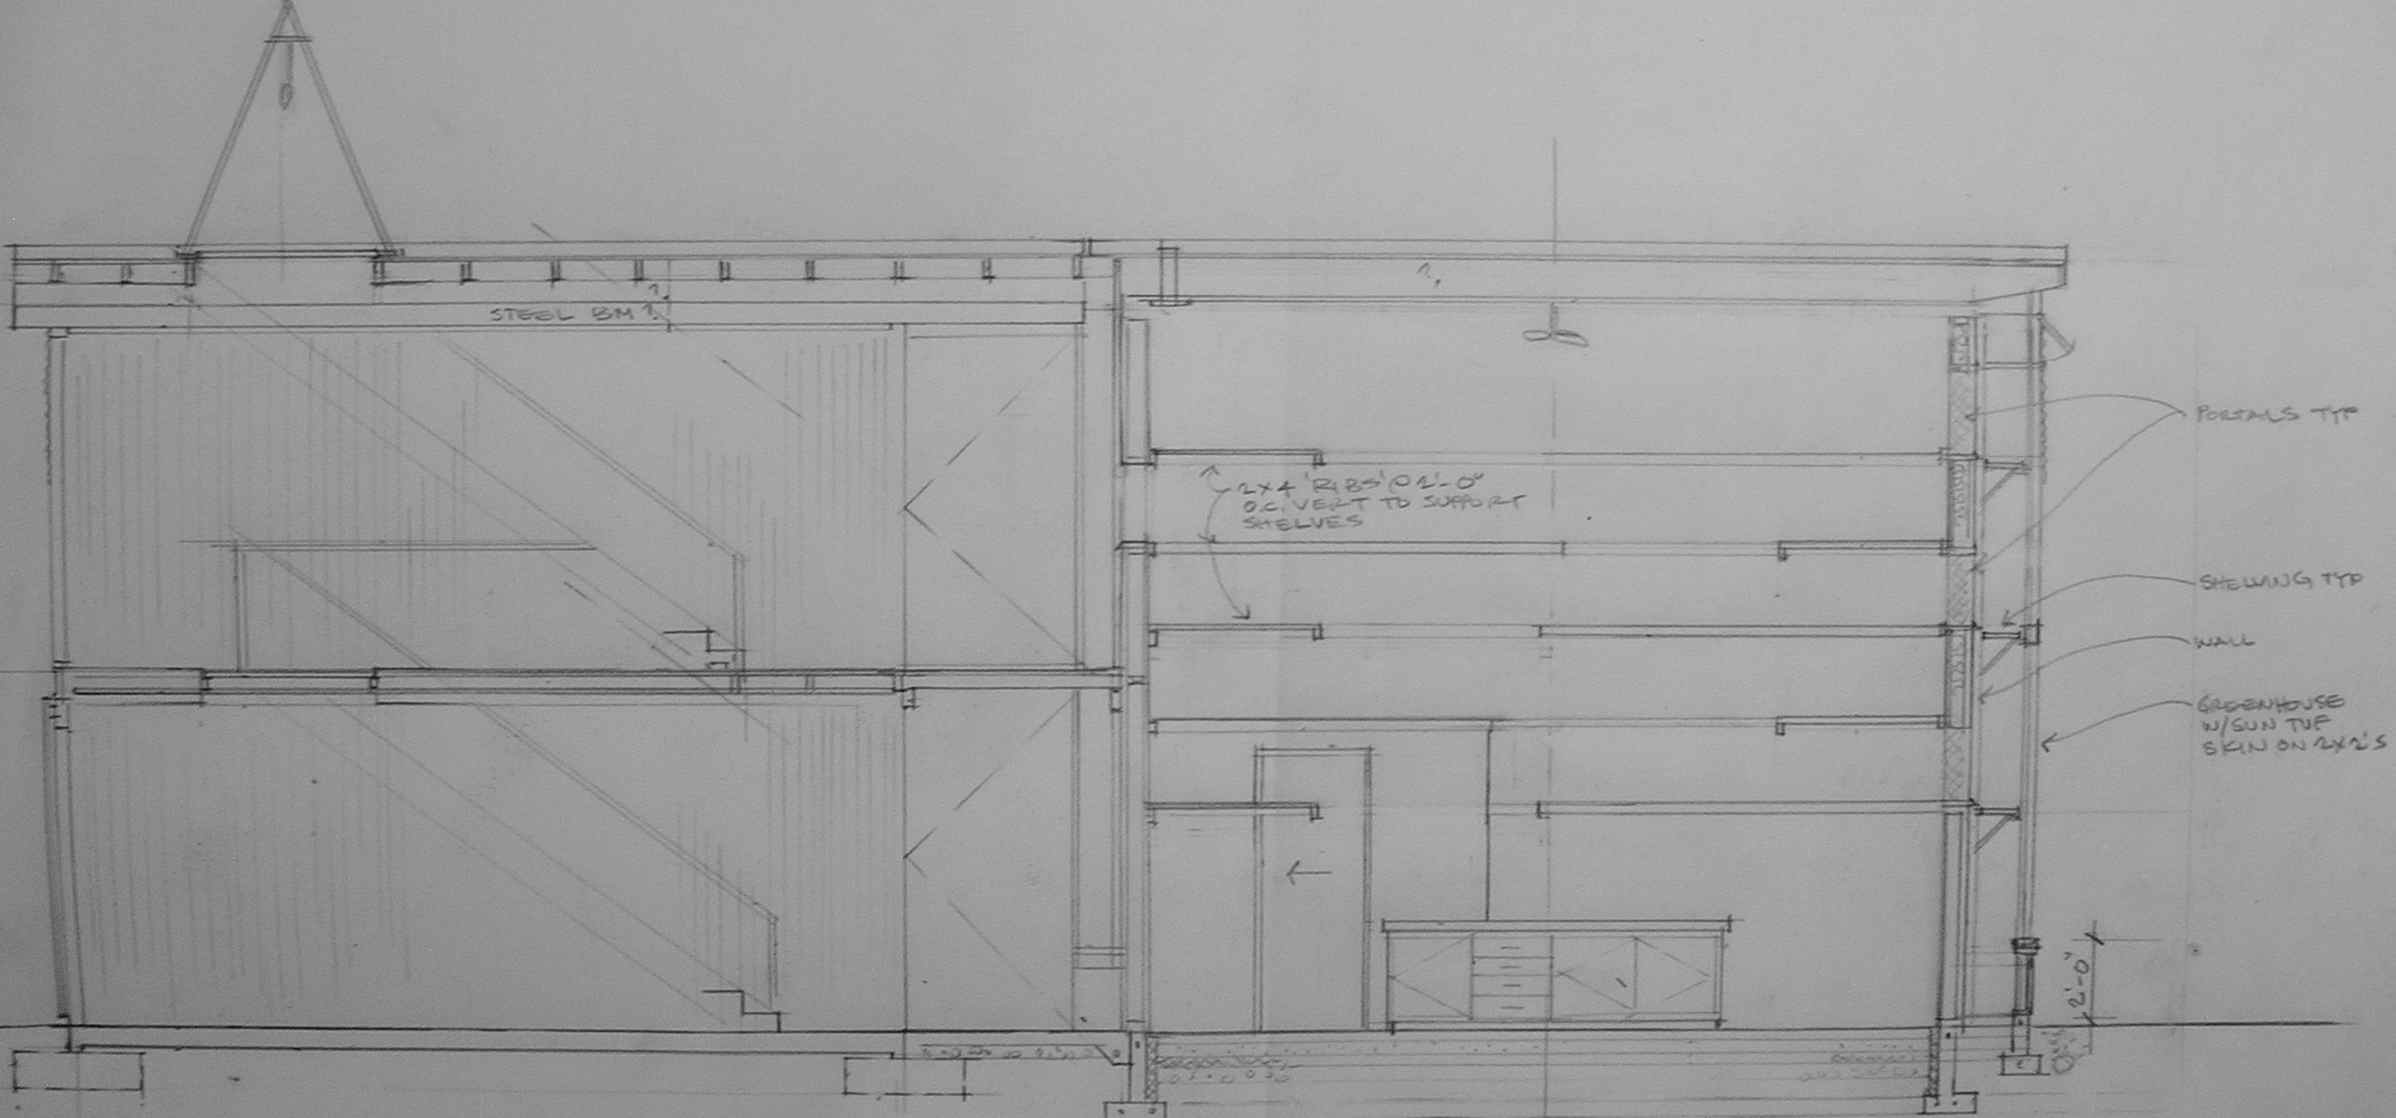 STEEL BM ?
?
2x4 'RIBS' @ 2'-0"
O.C. VERT TO SUPPORT
SHELVES
PORTALS TYP
SHELVING TYP
WALL
GREENHOUSE
W/SUN TUF
SKIN ON 2x2'S
2'-0"